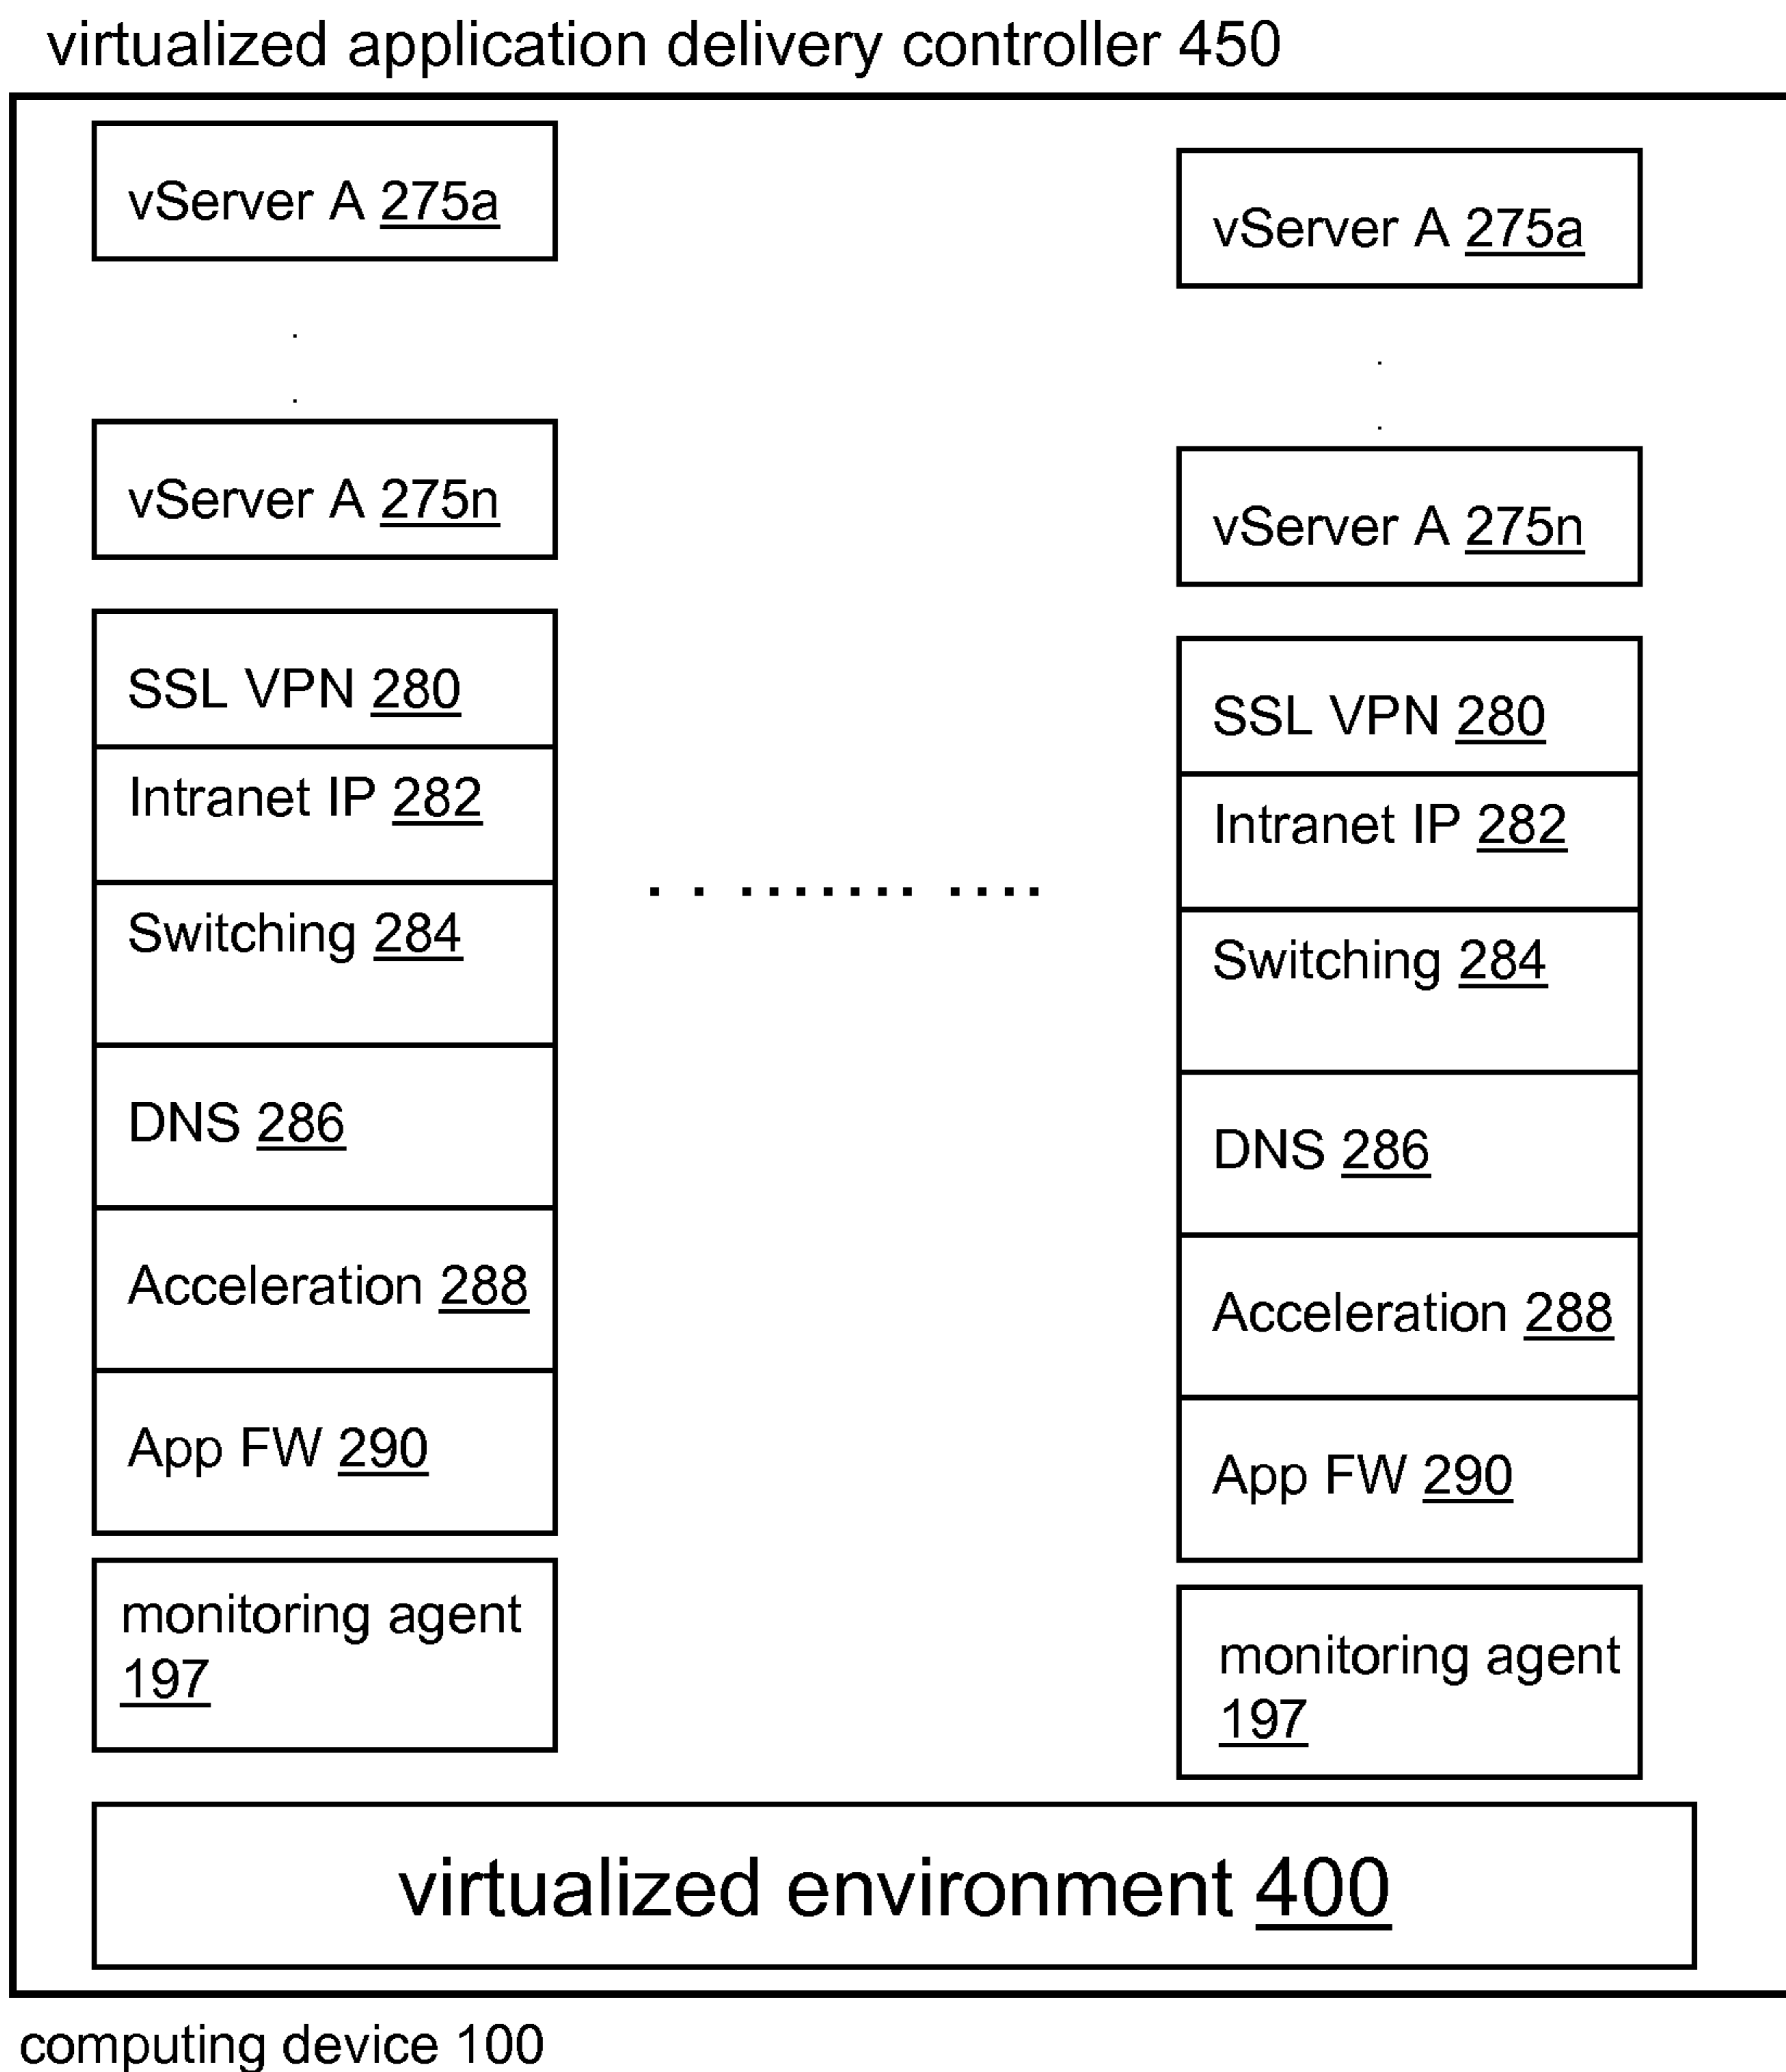 virtualized application delivery controller 450
vServer A 275a
vServer A 275n
SSL VPN 280
Intranet IP 282
Switching 284
DNS 286
Acceleration 288
App FW 290
monitoring agent
197
vServer A 275a
vServer A 275n
SSL VPN 280
Intranet IP 282
Switching 284
DNS 286
Acceleration 288
App FW 290
monitoring agent
197
virtualized environment 400
computing device 100